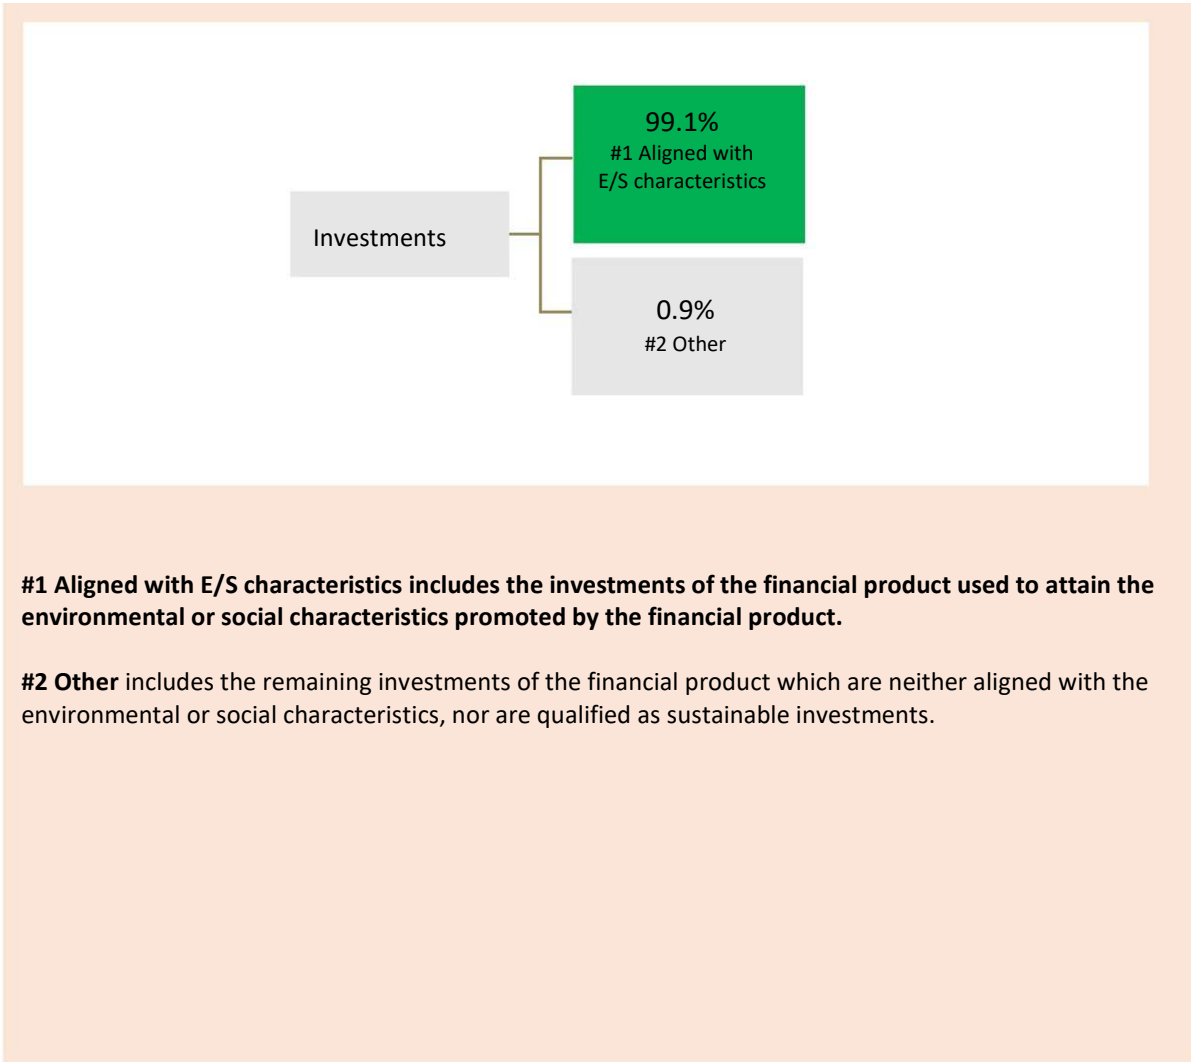 99.1%
#1 Aligned with
E/S characteristics
Investments
0.9%
#2 Other
#1 Aligned with E/S characteristics includes the investments of the financial product used to attain the
environmental or social characteristics promoted by the financial product.
#2 Other includes the remaining investments of the financial product which are neither aligned with the
environmental or social characteristics, nor are qualified as sustainable investments.